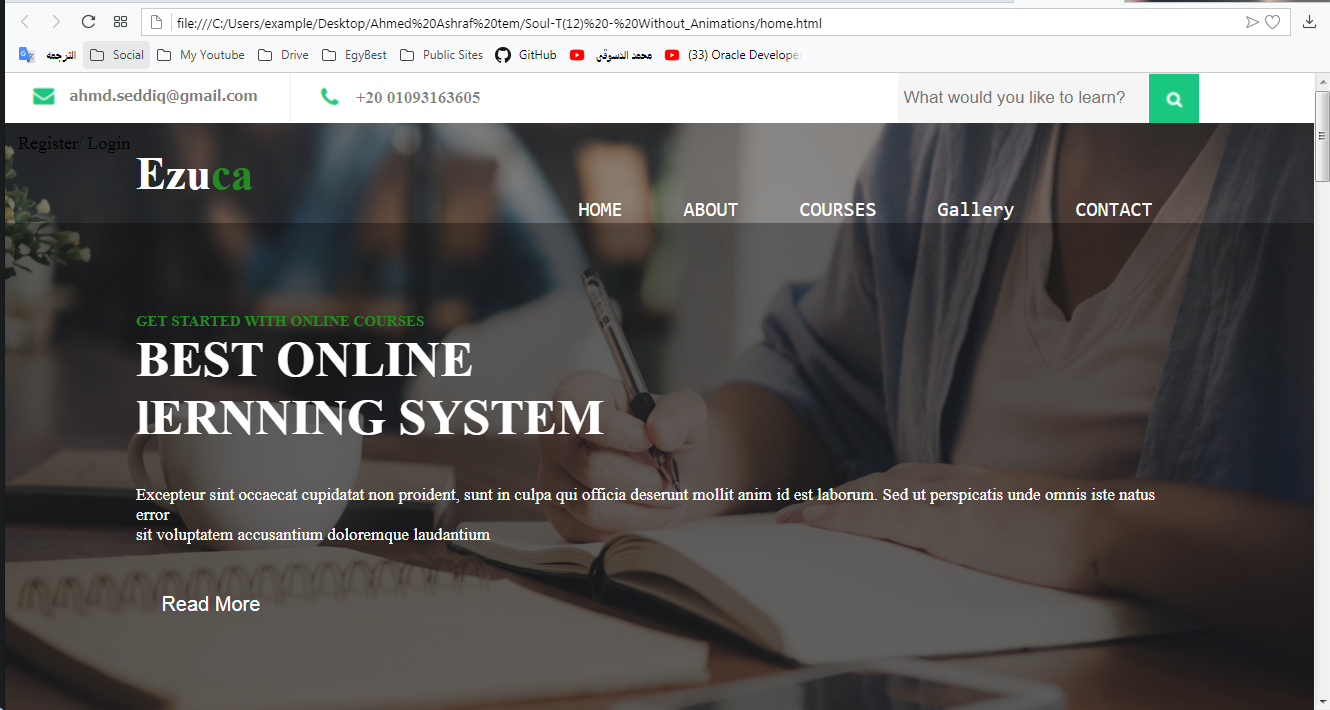 file:///C:/Users/example/Desktop/Ahmed%20Ashraf%20tem/Soul-T(12)%20-%20Without_Animations/home.html
الترجمه Social My Youtube Drive EgyBest Public Sites GitHub محمد الدسوقي (33) Oracle Develope
ahmd.seddiq@gmail.com +20 01093163605 What would you like to learn?
Register/ Login
Ezuca
HOME ABOUT COURSES Gallery CONTACT
GET STARTED WITH ONLINE COURSES
BEST ONLINE
lERNNING SYSTEM
Excepteur sint occaecat cupidatat non proident, sunt in culpa qui officia deserunt mollit anim id est laborum. Sed ut perspicatis unde omnis iste natus
error
sit voluptatem accusantium doloremque laudantium
Read More